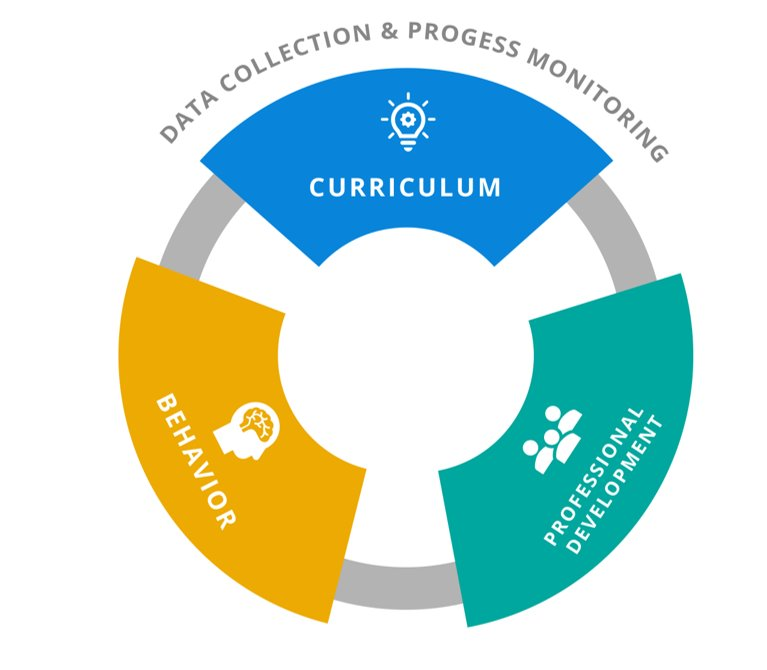 DATA COLLECTION & PROGESS MONITORING
CURRICULUM
BEHAVIOR
PROFESSIONAL
DEVELOPMENT